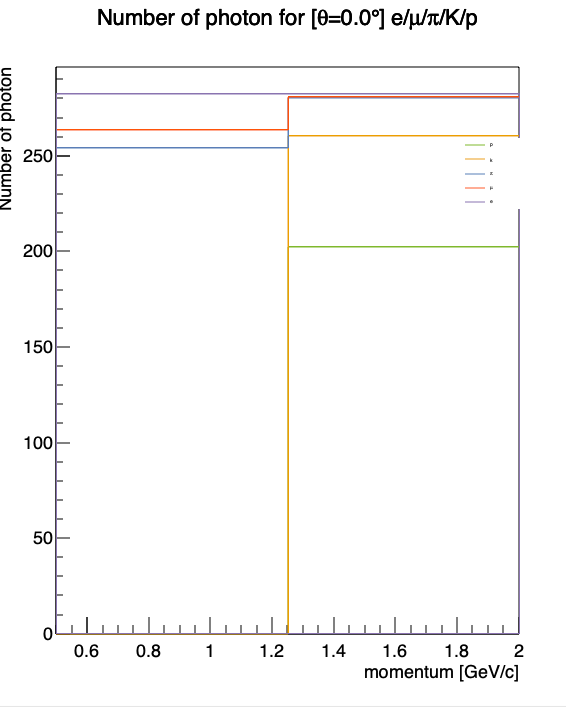 Number of photon for [θ=0.0°] e/μ/π/K/p
Number of photon
250
200
150
100
50
0
p
k
π
μ
e
0.6 0.8 1 1.2 1.4 1.6 1.8 2
momentum [GeV/c]